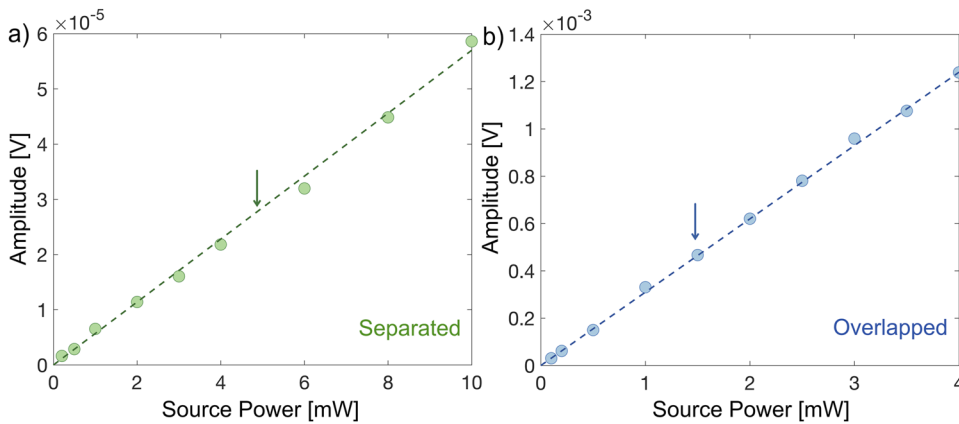 a)
×10⁻⁵
6
5
4
3
2
1
0
0 2 4 6 8 10
Amplitude [V]
Source Power [mW]
Separated
b)
×10⁻³
1.4
1.2
1
0.8
0.6
0.4
0.2
0
0 1 2 3 4
Amplitude [V]
Source Power [mW]
Overlapped